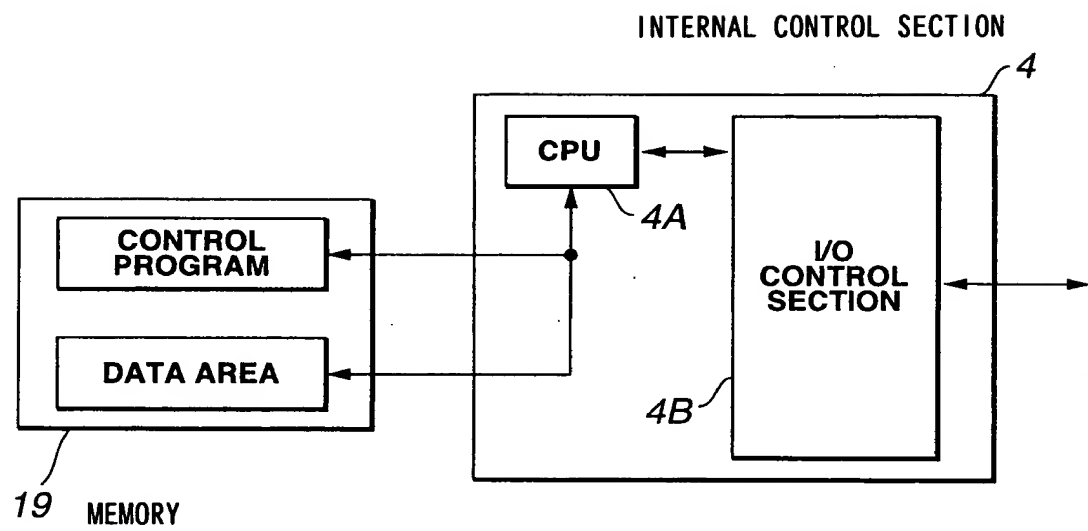 INTERNAL CONTROL SECTION
4
CPU
4A
CONTROL
PROGRAM
I/O
CONTROL
SECTION
DATA AREA
4B
19
MEMORY